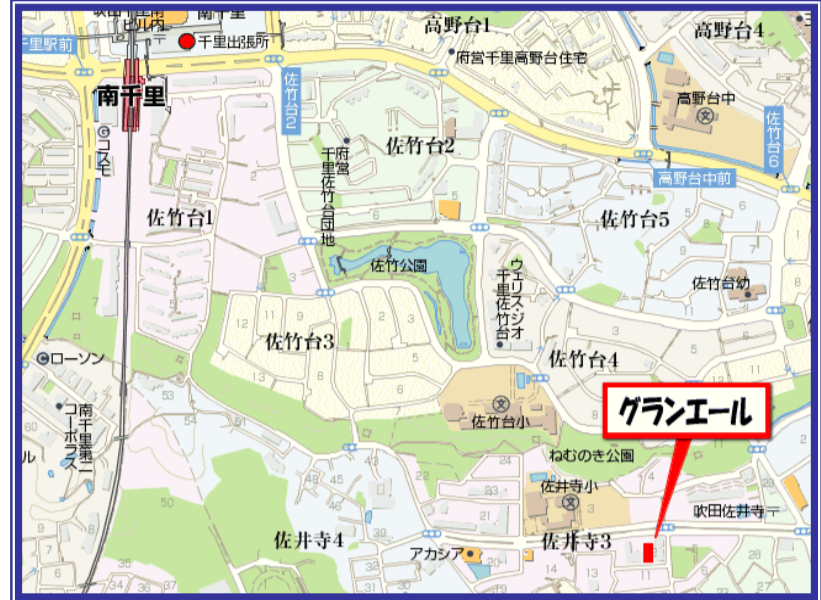 南千里
高野台1
高野台4
千里出張所
千里駅前
府営千里高野台住宅
南千里
佐竹台2
高野台中
佐竹台6
コスモ
府営
千里佐竹台団地
佐竹台2
高野台中前
佐竹台1
佐竹台5
佐竹公園
ウェリス・ジオ
千里佐竹台
佐竹台幼
佐竹台3
佐竹台4
ローソン
グランエール
南千里第二
コーポラス
佐竹台小
ねむのき公園
佐井寺小
吹田佐井寺〒
佐井寺4
アカシア
佐井寺3